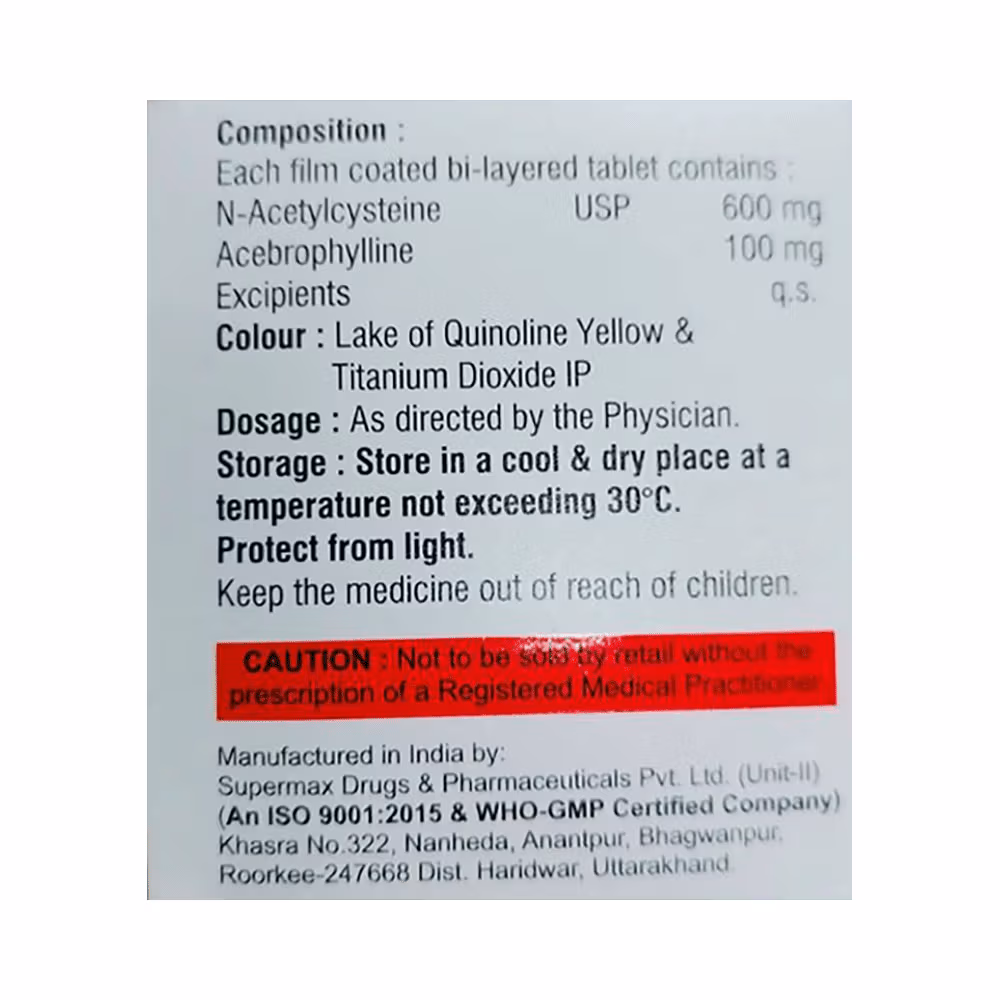 Composition :
Each film coated bi-layered tablet contains :
N-Acetylcysteine USP 600 mg
Acebrophylline 100 mg
Excipients q.s.
Colour : Lake of Quinoline Yellow &
Titanium Dioxide IP
Dosage : As directed by the Physician.
Storage : Store in a cool & dry place at a
temperature not exceeding 30°C.
Protect from light.
Keep the medicine out of reach of children.
CAUTION : Not to be sold by retail without the
prescription of a Registered Medical Practitioner
Manufactured in India by:
Supermax Drugs & Pharmaceuticals Pvt. Ltd. (Unit-II)
(An ISO 9001:2015 & WHO-GMP Certified Company)
Khasra No.322, Nanheda, Anantpur, Bhagwanpur,
Roorkee-247668 Dist. Haridwar, Uttarakhand.